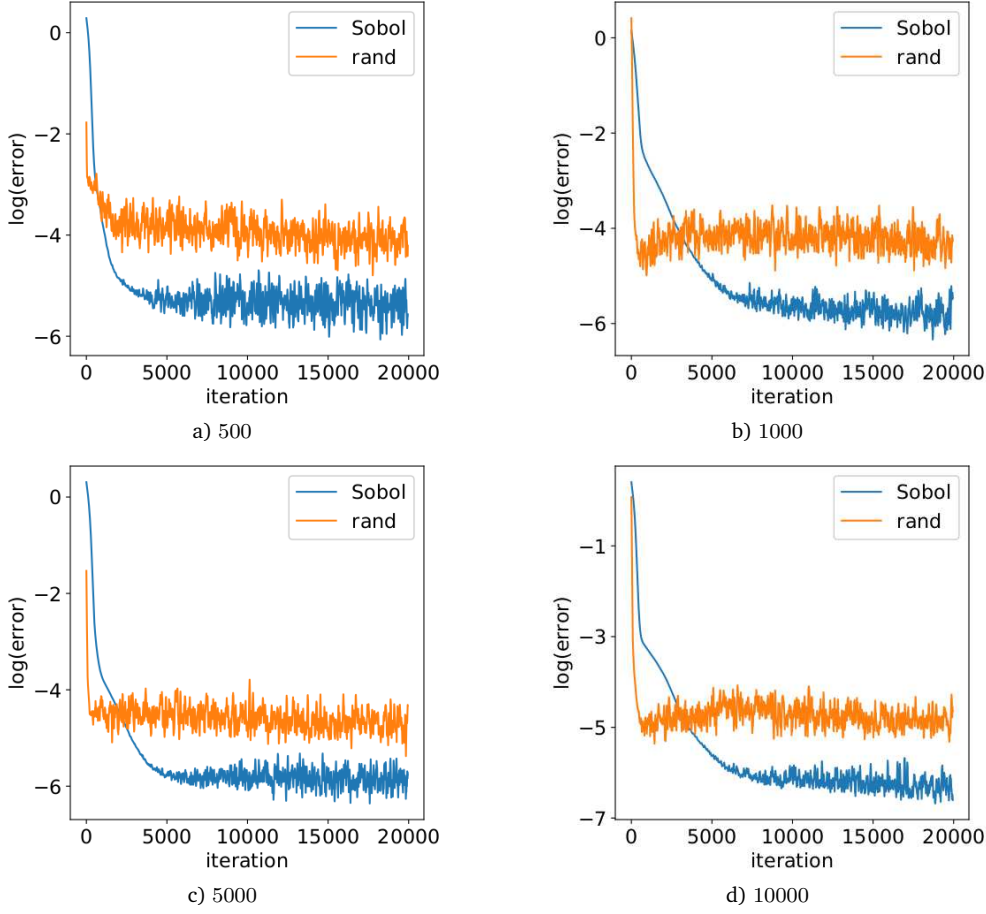 Sobol
rand
log(error)
0
−2
−4
−6
0 5000 10000 15000 20000
iteration
a) 500
Sobol
rand
log(error)
0
−2
−4
−6
0 5000 10000 15000 20000
iteration
b) 1000
Sobol
rand
log(error)
0
−2
−4
−6
0 5000 10000 15000 20000
iteration
c) 5000
Sobol
rand
log(error)
−1
−3
−5
−7
0 5000 10000 15000 20000
iteration
d) 10000